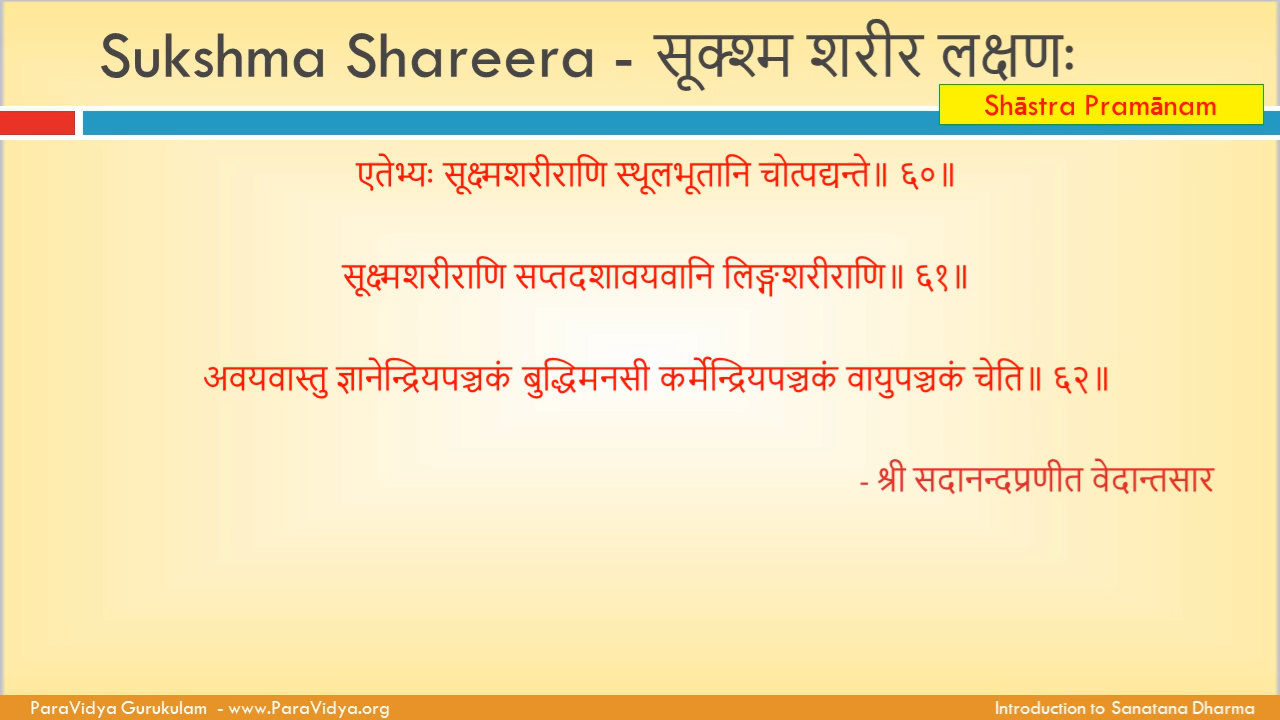 Sukshma Shareera - सूक्श्म शरीर लक्षणः
Shāstra Pramānam
एतेभ्यः सूक्ष्मशरीराणि स्थूलभूतानि चोत्पद्यन्ते॥ ६०॥
सूक्ष्मशरीराणि सप्तदशावयवानि लिङ्गशरीराणि॥ ६१॥
अवयवास्तु ज्ञानेन्द्रियपञ्चकं बुद्धिमनसी कर्मेन्द्रियपञ्चकं वायुपञ्चकं चेति॥ ६२॥
- श्री सदानन्दप्रणीत वेदान्तसार
ParaVidya Gurukulam - www.ParaVidya.org
Introduction to Sanatana Dharma